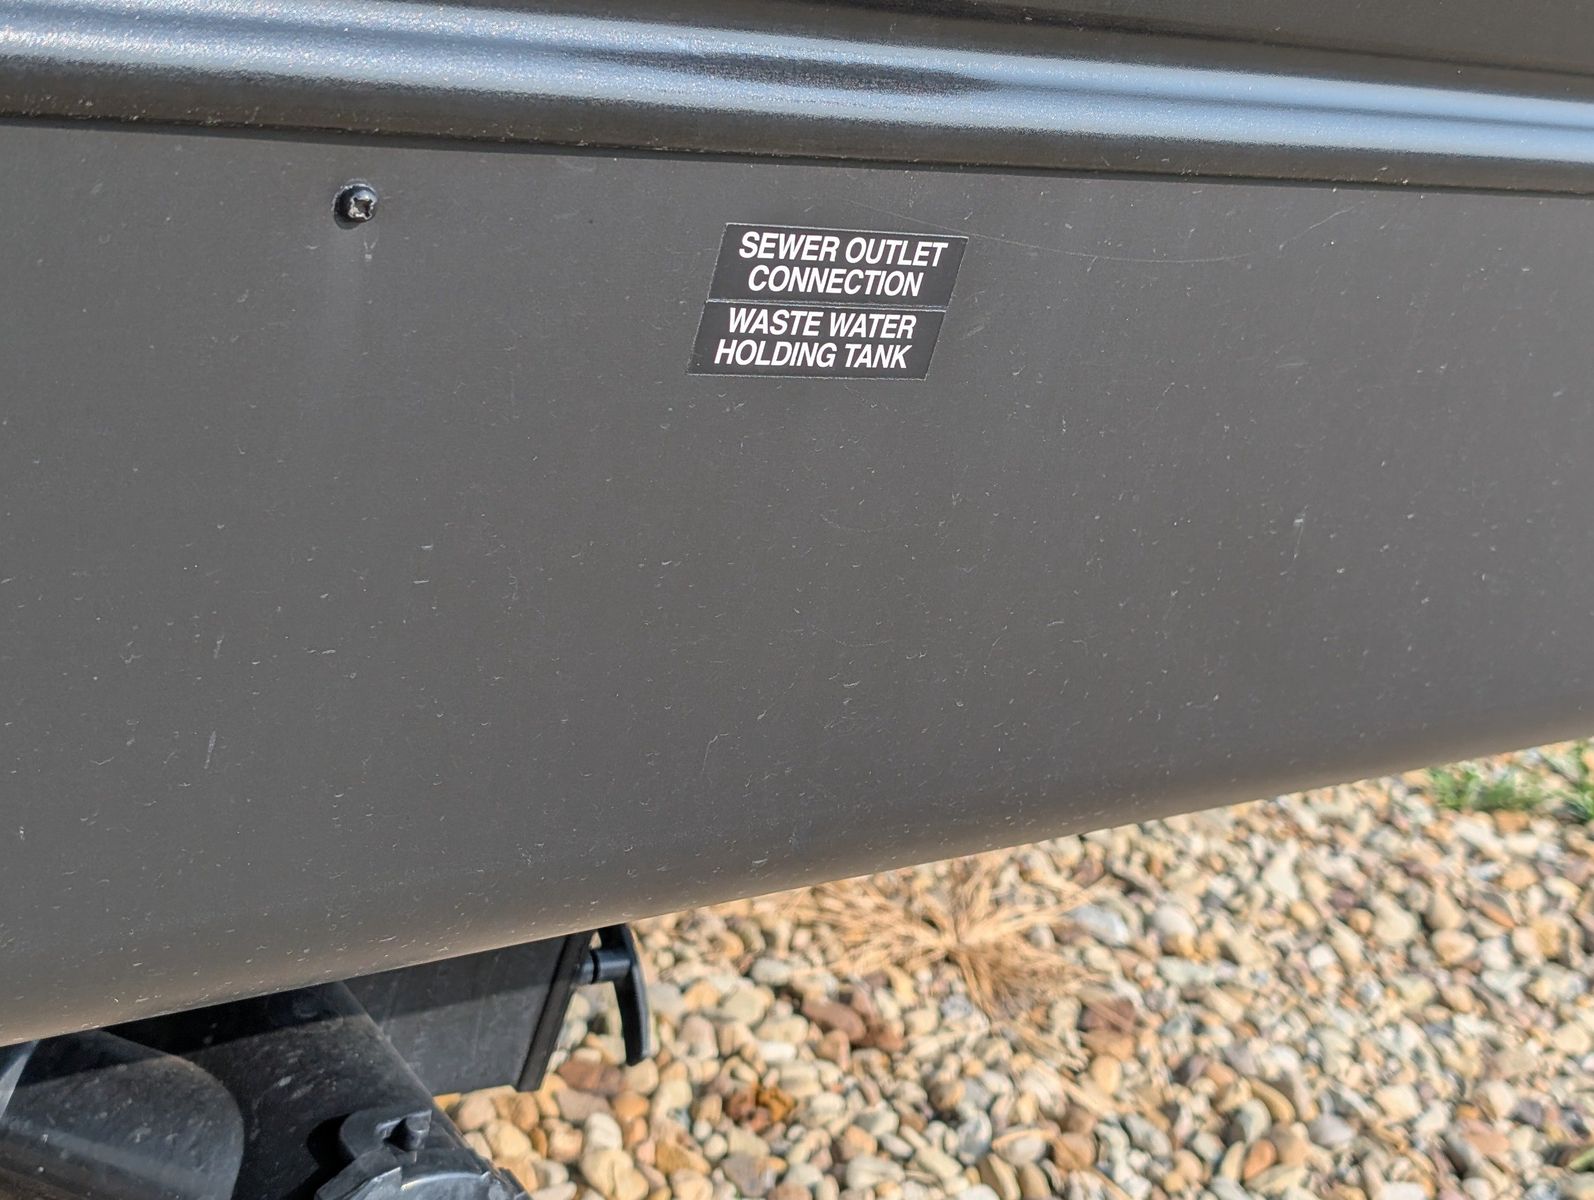 SEWER OUTLET
CONNECTION
WASTE WATER
HOLDING TANK